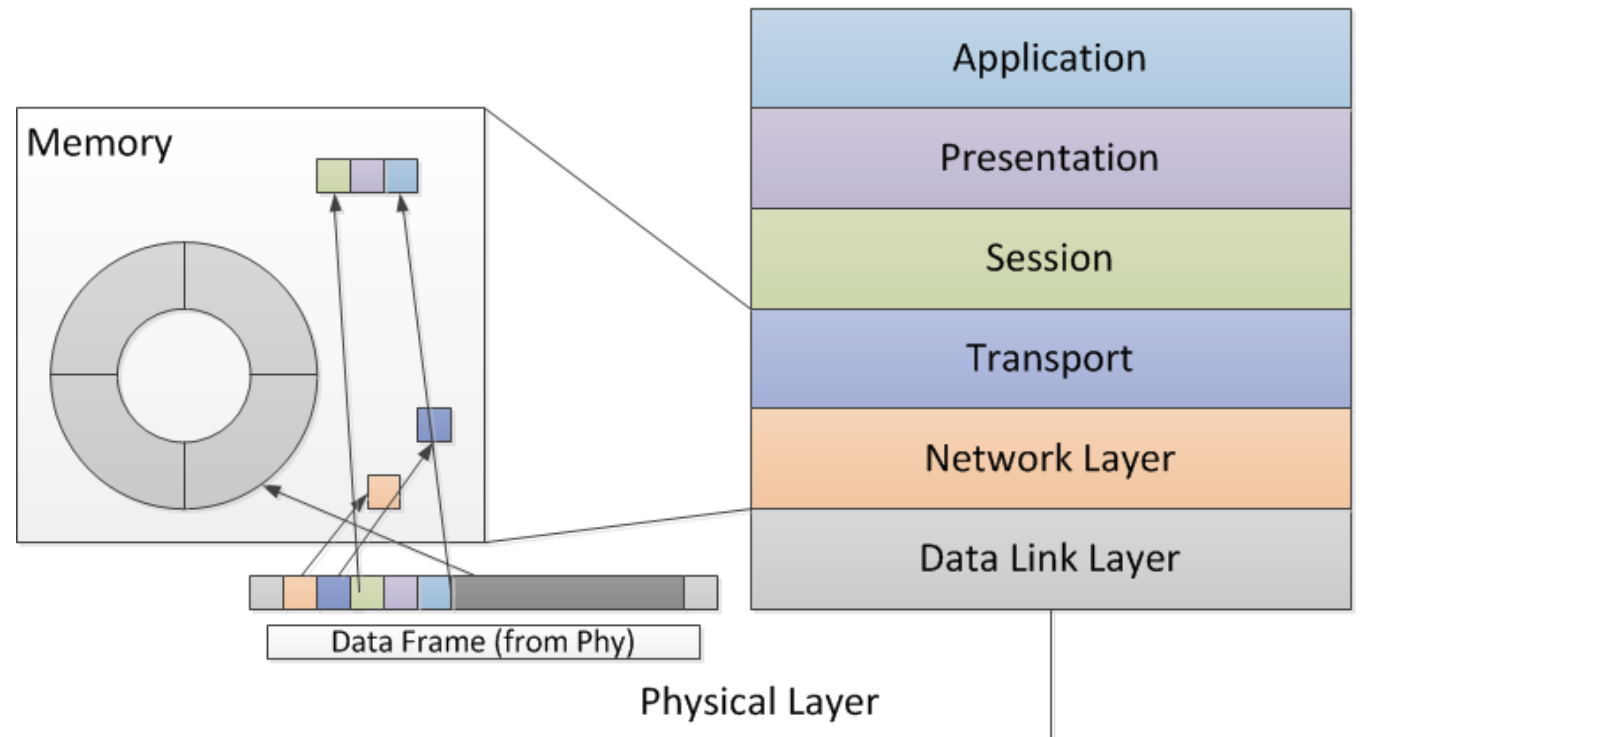 Application
Presentation
Session
Transport
Network Layer
Data Link Layer
Memory
Data Frame (from Phy)
Physical Layer